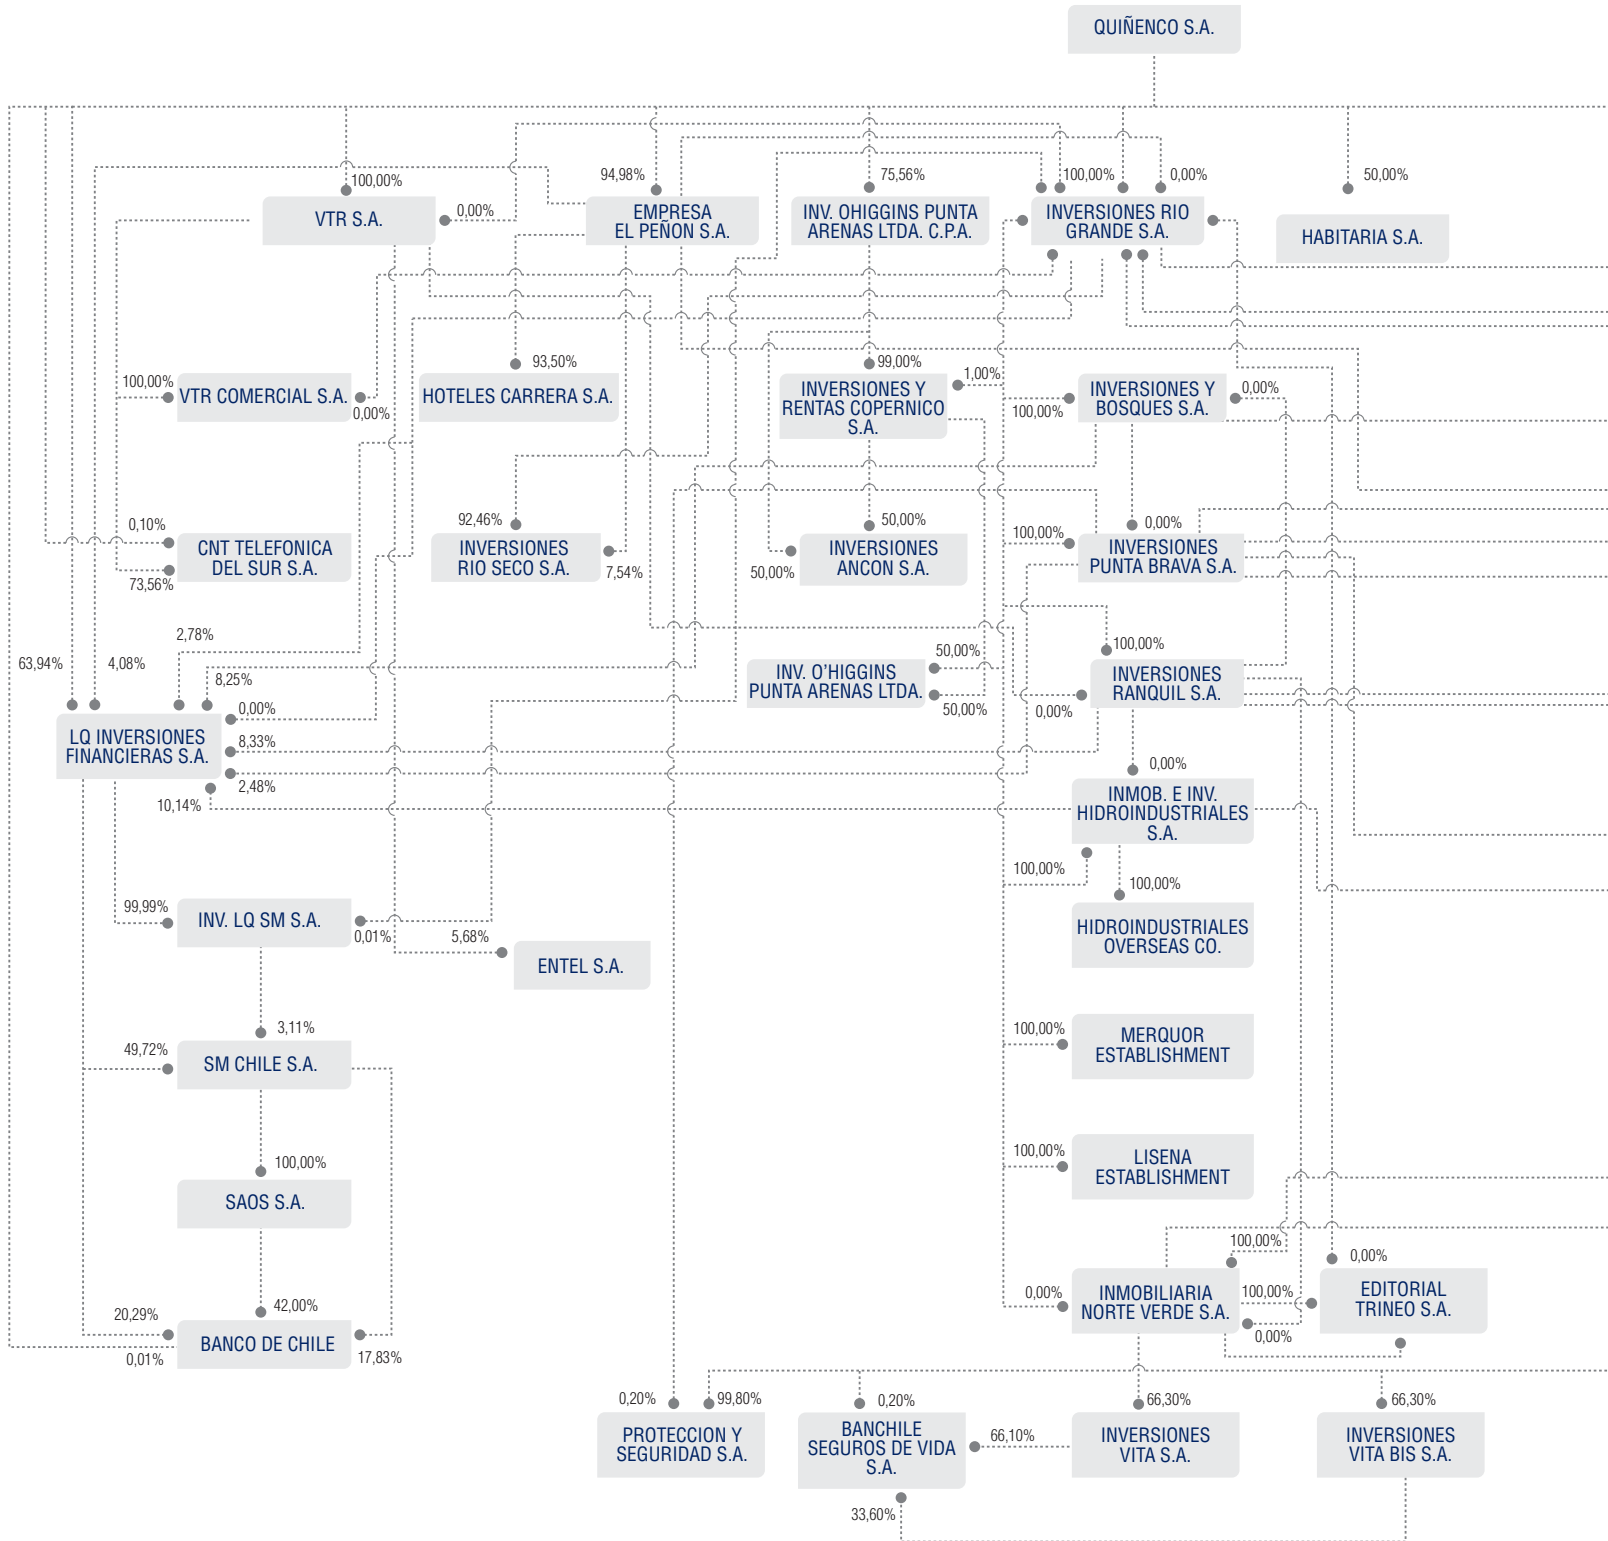 QUIÑENCO S.A.
100,00%
94,98%
75,56%
100,00%
0,00%
50,00%
VTR S.A.
0,00%
EMPRESA
EL PEÑON S.A.
INV. OHIGGINS PUNTA
ARENAS LTDA. C.P.A.
INVERSIONES RIO
GRANDE S.A.
HABITARIA S.A.
100,00%
VTR COMERCIAL S.A.
0,00%
93,50%
HOTELES CARRERA S.A.
99,00%
1,00%
INVERSIONES Y
RENTAS COPERNICO
S.A.
100,00%
INVERSIONES Y
BOSQUES S.A.
0,00%
0,10%
CNT TELEFONICA
DEL SUR S.A.
73,56%
92,46%
INVERSIONES
RIO SECO S.A.
7,54%
50,00%
INVERSIONES
ANCON S.A.
50,00%
0,00%
100,00%
INVERSIONES
PUNTA BRAVA S.A.
63,94%
4,08%
2,78%
8,25%
0,00%
8,33%
2,48%
10,14%
LQ INVERSIONES
FINANCIERAS S.A.
50,00%
INV. O'HIGGINS
PUNTA ARENAS LTDA.
50,00%
100,00%
INVERSIONES
RANQUIL S.A.
0,00%
0,00%
INMOB. E INV.
HIDROINDUSTRIALES
S.A.
100,00%
100,00%
HIDROINDUSTRIALES
OVERSEAS CO.
99,99%
INV. LQ SM S.A.
0,01%
5,68%
ENTEL S.A.
3,11%
49,72%
SM CHILE S.A.
100,00%
MERQUOR
ESTABLISHMENT
100,00%
SAOS S.A.
100,00%
LISENA
ESTABLISHMENT
42,00%
20,29%
BANCO DE CHILE
0,01%
17,83%
100,00%
0,00%
0,00%
INMOBILIARIA
NORTE VERDE S.A.
100,00%
0,00%
EDITORIAL
TRINEO S.A.
0,20%
99,80%
PROTECCION Y
SEGURIDAD S.A.
0,20%
BANCHILE
SEGUROS DE VIDA
S.A.
66,10%
66,30%
INVERSIONES
VITA S.A.
66,30%
INVERSIONES
VITA BIS S.A.
33,60%